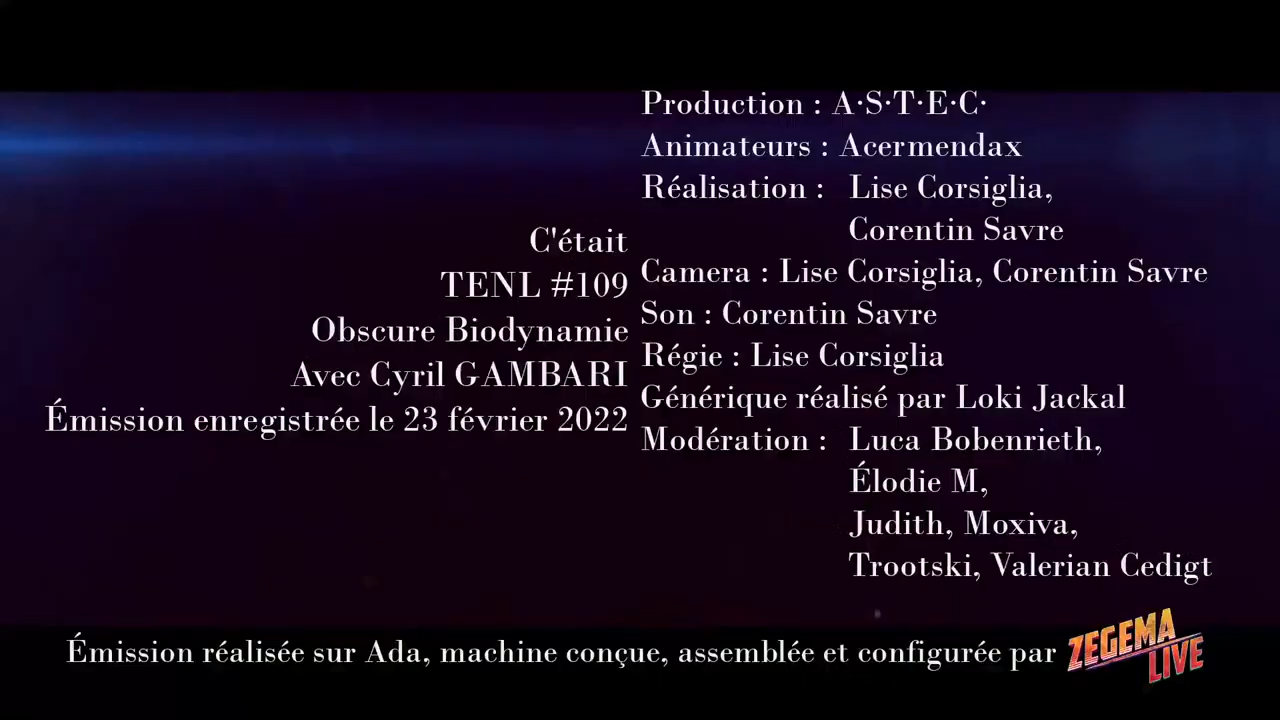 C'était
TENL #109
Obscure Biodynamie
Avec Cyril GAMBARI
Émission enregistrée le 23 février 2022
Production : A·S·T·E·C·
Animateurs : Acermendax
Réalisation : Lise Corsiglia,
Corentin Savre
Camera : Lise Corsiglia, Corentin Savre
Son : Corentin Savre
Régie : Lise Corsiglia
Générique réalisé par Loki Jackal
Modération : Luca Bobenrieth,
Élodie M,
Judith, Moxiva,
Trootski, Valerian Cedigt
Émission réalisée sur Ada, machine conçue, assemblée et configurée par
ZEGEMA
LIVE